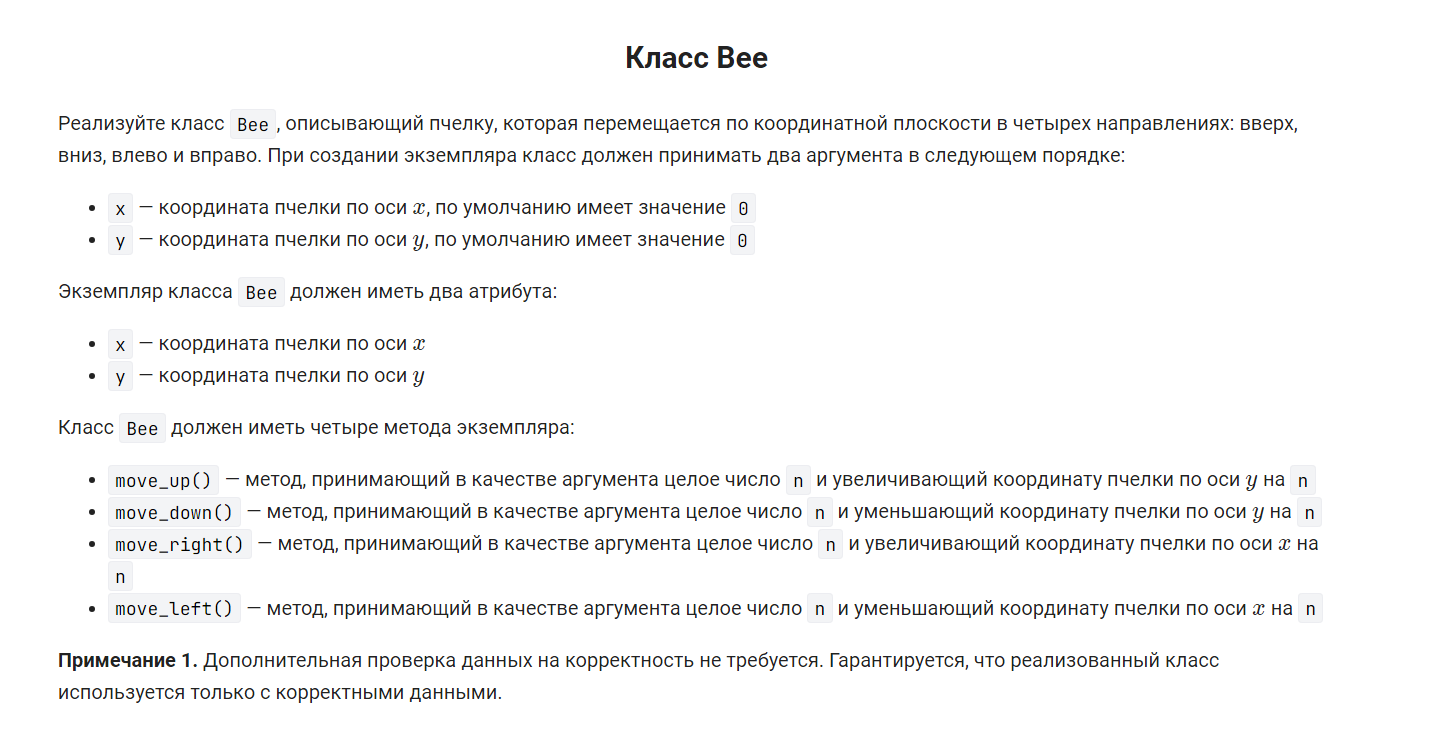 Класс Bee
Реализуйте класс Bee, описывающий пчелку, которая перемещается по координатной плоскости в четырех направлениях: вверх,
вниз, влево и вправо. При создании экземпляра класс должен принимать два аргумента в следующем порядке:
• x — координата пчелки по оси x, по умолчанию имеет значение 0
• y — координата пчелки по оси y, по умолчанию имеет значение 0
Экземпляр класса Bee должен иметь два атрибута:
• x — координата пчелки по оси x
• y — координата пчелки по оси y
Класс Bee должен иметь четыре метода экземпляра:
• move_up() — метод, принимающий в качестве аргумента целое число n и увеличивающий координату пчелки по оси y на n
• move_down() — метод, принимающий в качестве аргумента целое число n и уменьшающий координату пчелки по оси y на n
• move_right() — метод, принимающий в качестве аргумента целое число n и увеличивающий координату пчелки по оси x на
n
• move_left() — метод, принимающий в качестве аргумента целое число n и уменьшающий координату пчелки по оси x на n
Примечание 1. Дополнительная проверка данных на корректность не требуется. Гарантируется, что реализованный класс
используется только с корректными данными.